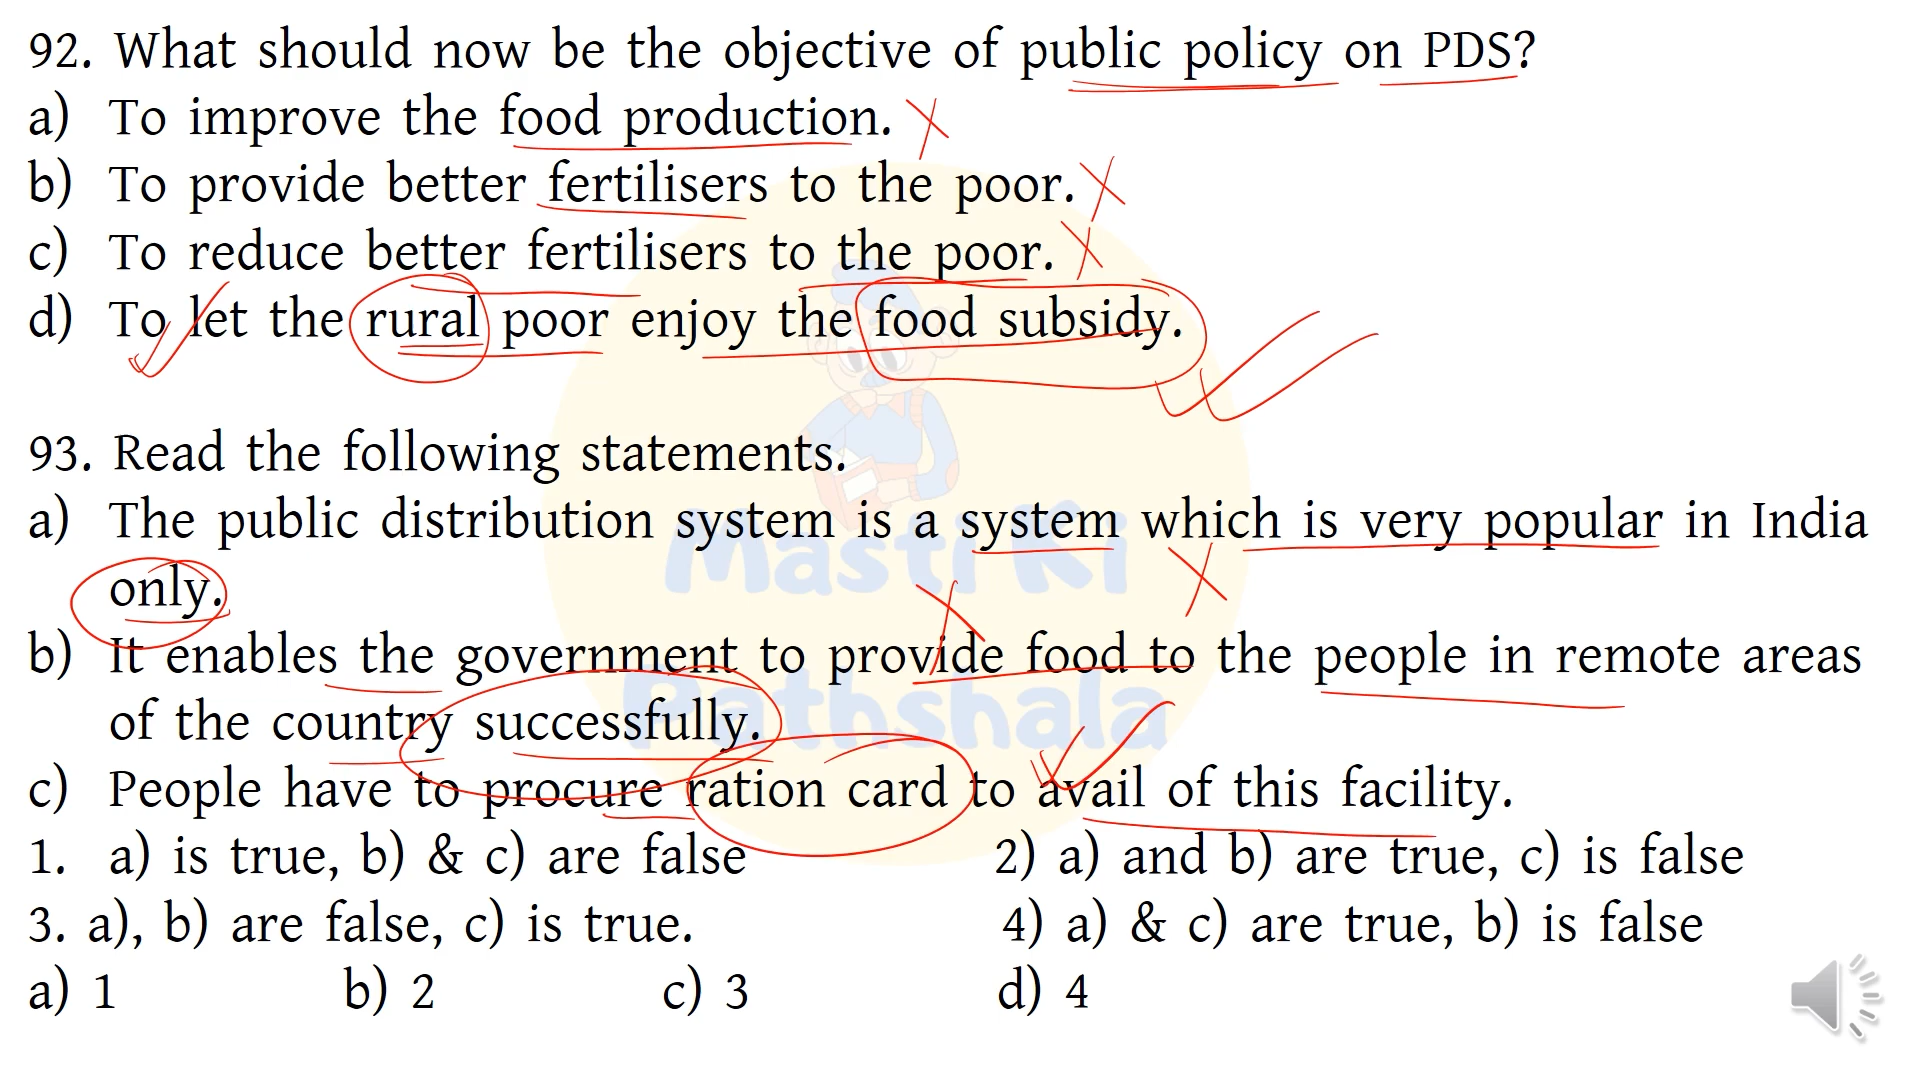 92. What should now be the objective of public policy on PDS?
a) To improve the food production.
b) To provide better fertilisers to the poor.
c) To reduce better fertilisers to the poor.
d) To let the rural poor enjoy the food subsidy.
93. Read the following statements.
a) The public distribution system is a system which is very popular in India
only.
b) It enables the government to provide food to the people in remote areas
of the country successfully.
c) People have to procure ration card to avail of this facility.
1. a) is true, b) & c) are false 2) a) and b) are true, c) is false
3. a), b) are false, c) is true. 4) a) & c) are true, b) is false
a) 1 b) 2 c) 3 d) 4
Masti Ki
Pathshala